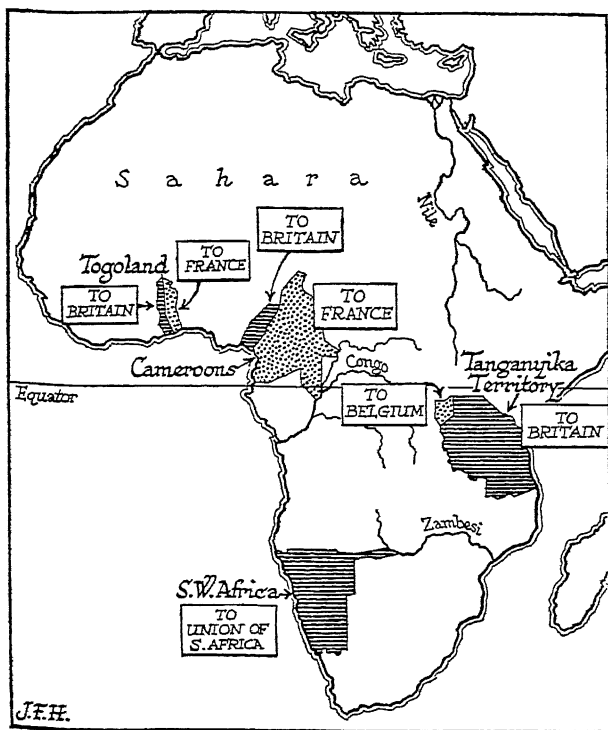 Sahara
Nile
TO
BRITAIN
Togoland
TO
FRANCE
TO
BRITAIN
TO
FRANCE
Cameroons
Congo
Tanganyika
Territory
Equator
TO
BELGIUM
TO
BRITAIN
Zambesi
S.W. Africa
TO
UNION OF
S. AFRICA
J.F.H.